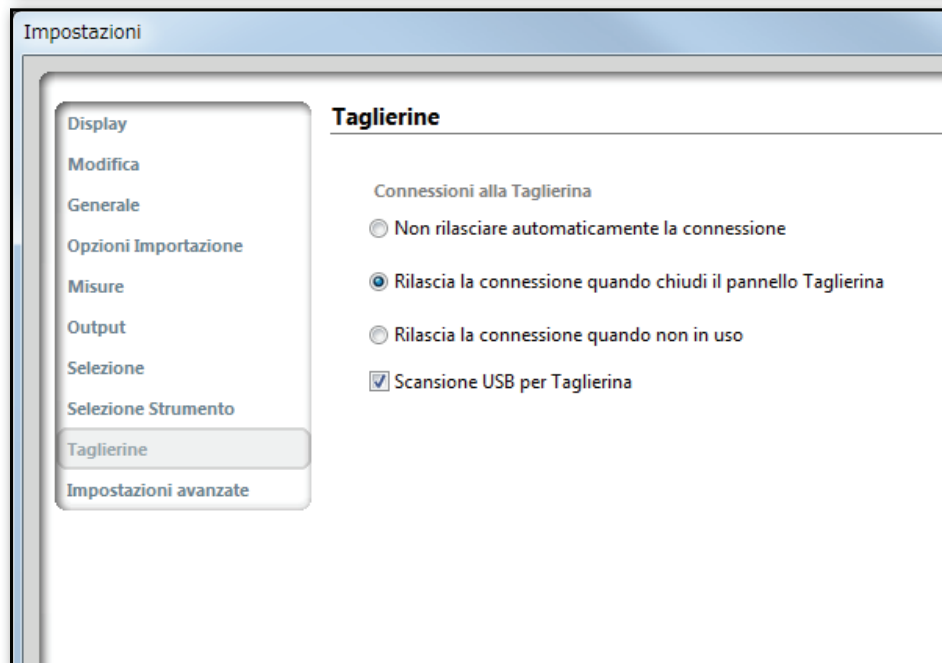 Impostazioni
Display
Modifica
Generale
Opzioni Importazione
Misure
Output
Selezione
Selezione Strumento
Taglierine
Impostazioni avanzate
Taglierine
Connessioni alla Taglierina
Non rilasciare automaticamente la connessione
Rilascia la connessione quando chiudi il pannello Taglierina
Rilascia la connessione quando non in uso
Scansione USB per Taglierina